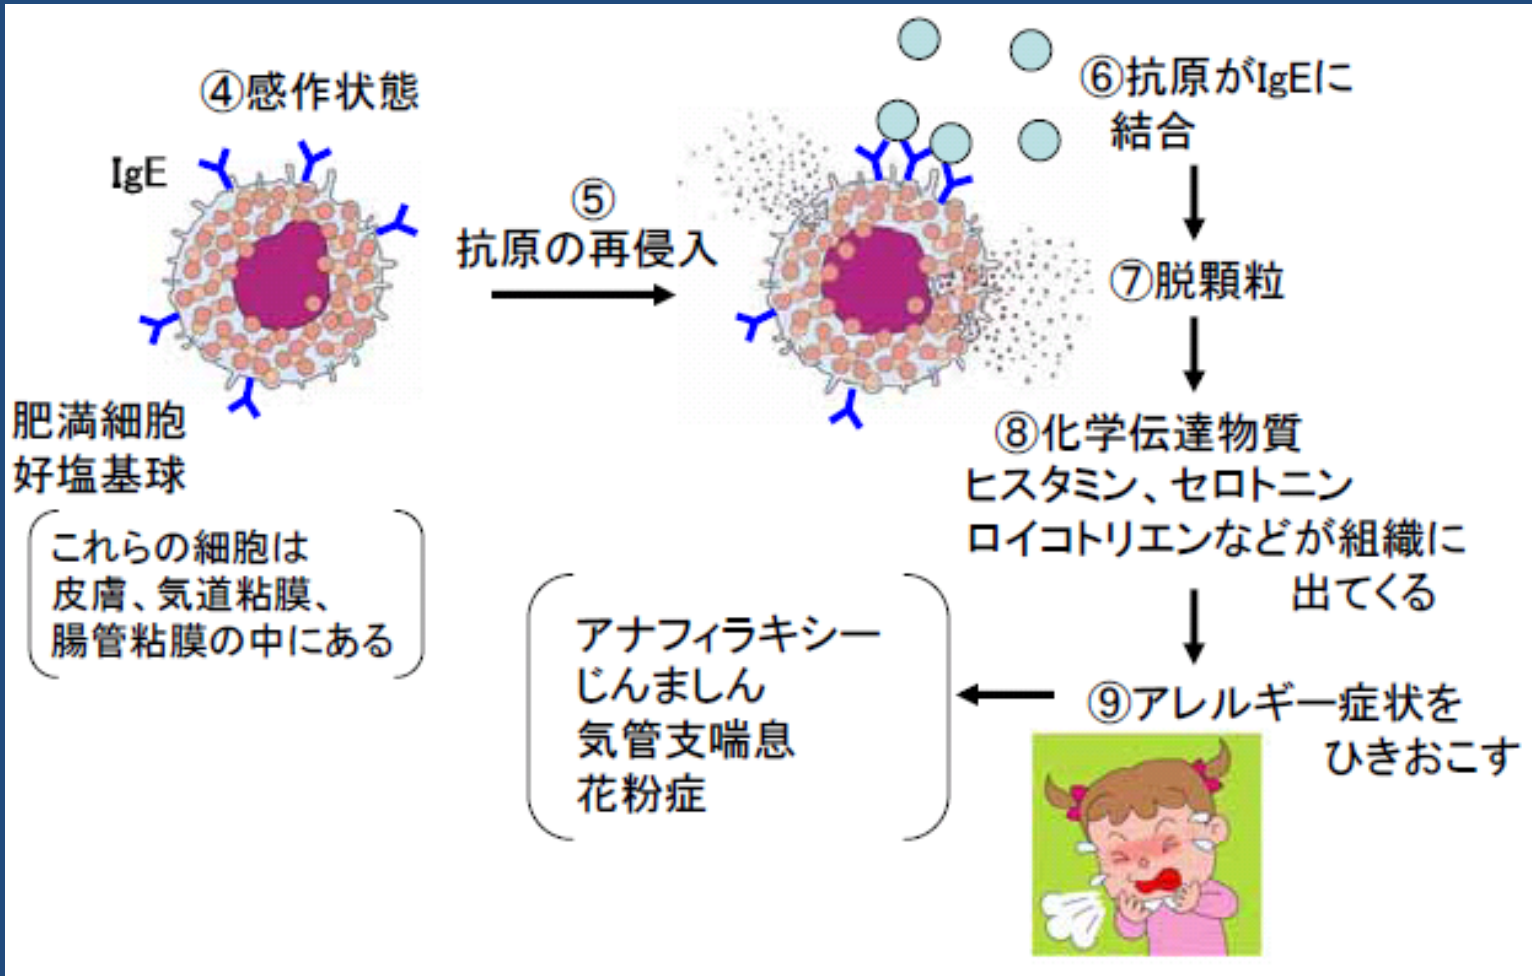 ④感作状態
IgE
肥満細胞
好塩基球
これらの細胞は
皮膚、気道粘膜、
腸管粘膜の中にある
⑤
抗原の再侵入
⑥抗原がIgEに
結合
⑦脱顆粒
⑧化学伝達物質
ヒスタミン、セロトニン
ロイコトリエンなどが組織に
出てくる
⑨アレルギー症状を
ひきおこす
アナフィラキシー
じんましん
気管支喘息
花粉症